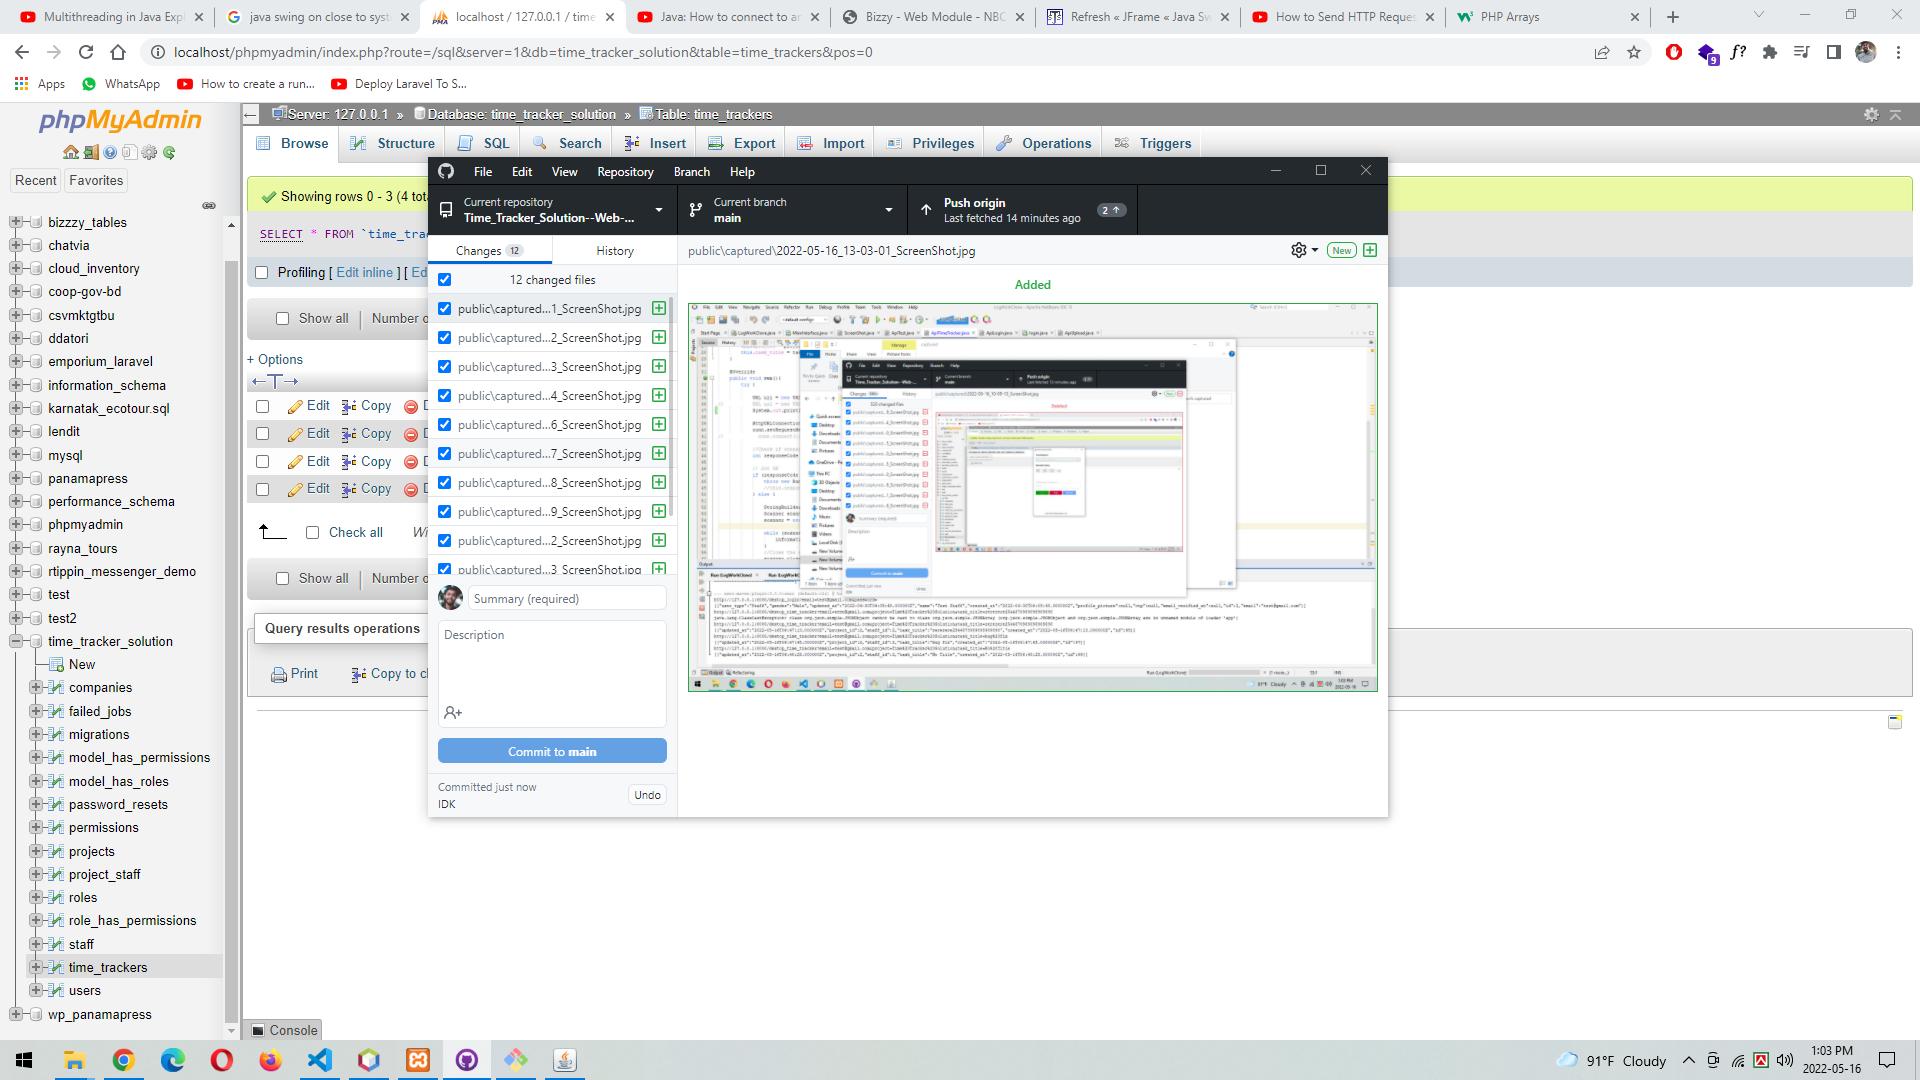 Multithreading in Java Exp
java swing on close to syst
localhost / 127.0.0.1 / time
Java: How to connect to an
Bizzy - Web Module - NBC
Refresh « JFrame « Java Sw
How to Send HTTP Reques
PHP Arrays
localhost/phpmyadmin/index.php?route=/sql&server=1&db=time_tracker_solution&table=time_trackers&pos=0
Apps
WhatsApp
How to create a run...
Deploy Laravel To S...
phpMyAdmin
Recent
Favorites
bizzzy_tables
chatvia
cloud_inventory
coop-gov-bd
csvmktgtbu
ddatori
emporium_laravel
information_schema
karnatak_ecotour.sql
lendit
mysql
panamapress
performance_schema
phpmyadmin
rayna_tours
rtippin_messenger_demo
test
test2
time_tracker_solution
New
companies
failed_jobs
migrations
model_has_permissions
model_has_roles
password_resets
permissions
projects
project_staff
roles
role_has_permissions
staff
time_trackers
users
wp_panamapress
Server: 127.0.0.1 » Database: time_tracker_solution » Table: time_trackers
Browse
Structure
SQL
Search
Insert
Export
Import
Privileges
Operations
Triggers
Showing rows 0 - 3 (4 tota
SELECT * FROM `time_trac
Profiling [ Edit inline ] [ Ed
Show all
Number o
+ Options
Edit Copy D
Edit Copy D
Edit Copy D
Edit Copy D
Check all
Wi
Show all
Number o
Query results operations
Print
Copy to cl
Console
File
Edit
View
Repository
Branch
Help
Current repository
Time_Tracker_Solution--Web-...
Current branch
main
Push origin
Last fetched 14 minutes ago
2
Changes 12
History
12 changed files
public\captured...1_ScreenShot.jpg
public\captured...2_ScreenShot.jpg
public\captured...3_ScreenShot.jpg
public\captured...4_ScreenShot.jpg
public\captured...6_ScreenShot.jpg
public\captured...7_ScreenShot.jpg
public\captured...8_ScreenShot.jpg
public\captured...9_ScreenShot.jpg
public\captured...2_ScreenShot.jpg
public\captured...3_ScreenShot.jpg
Summary (required)
Description
Commit to main
Committed just now
IDK
Undo
public\captured\2022-05-16_13-03-01_ScreenShot.jpg
New
Added
91°F Cloudy
1:03 PM
2022-05-16